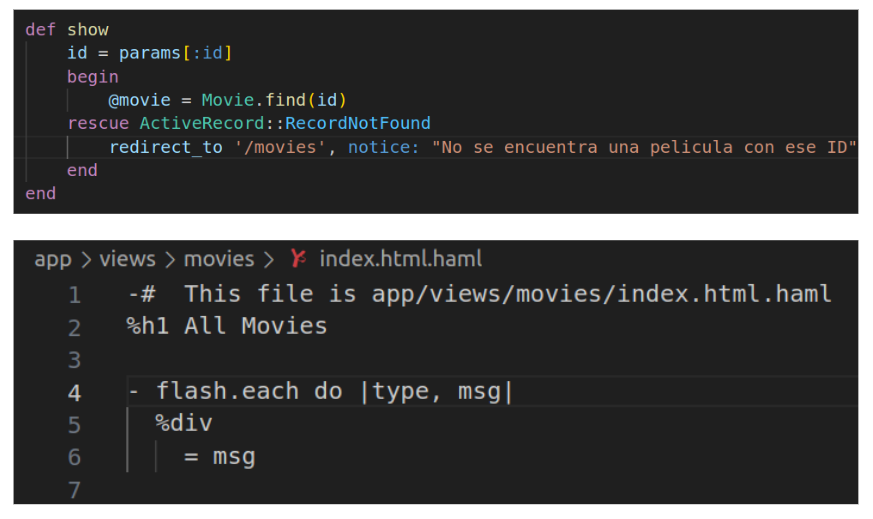 def show
    id = params[:id]
    begin
        @movie = Movie.find(id)
    rescue ActiveRecord::RecordNotFound
        redirect_to '/movies', notice: "No se encuentra una pelicula con ese ID"
    end
end
app > views > movies > index.html.haml
1 -#  This file is app/views/movies/index.html.haml
2 %h1 All Movies
3
4 - flash.each do |type, msg|
5   %div
6     = msg
7